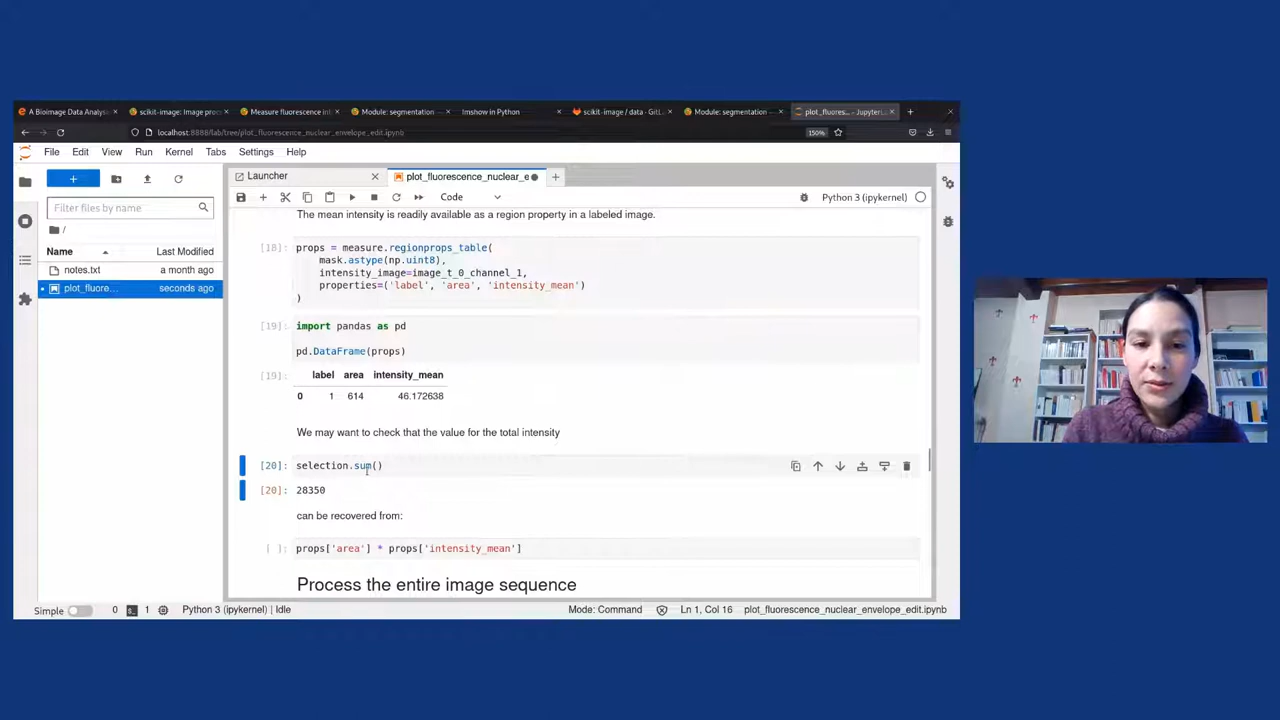 A Bioimage Data Analys
scikit-image: Image proc
Measure fluorescence int
Module: segmentation —
Imshow in Python
scikit-image / data · GitL
Module: segmentation —
plot_fluores… - JupyterL
localhost:8888/lab/tree/plot_fluorescence_nuclear_envelope_edit.ipynb
150%
File Edit View Run Kernel Tabs Settings Help
Launcher
plot_fluorescence_nuclear_e
Filter files by name
/
Name Last Modified
notes.txt a month ago
plot_fluore… seconds ago
Code
Python 3 (ipykernel)
The mean intensity is readily available as a region property in a labeled image.
[18]: props = measure.regionprops_table(
mask.astype(np.uint8),
intensity_image=image_t_0_channel_1,
properties=('label', 'area', 'intensity_mean')
)
[19]: import pandas as pd
pd.DataFrame(props)
[19]: label area intensity_mean
0 1 614 46.172638
We may want to check that the value for the total intensity
[20]: selection.sum()
[20]: 28350
can be recovered from:
[ ]: props['area'] * props['intensity_mean']
Process the entire image sequence
Simple 0 1 Python 3 (ipykernel) | Idle Mode: Command Ln 1, Col 16 plot_fluorescence_nuclear_envelope_edit.ipynb